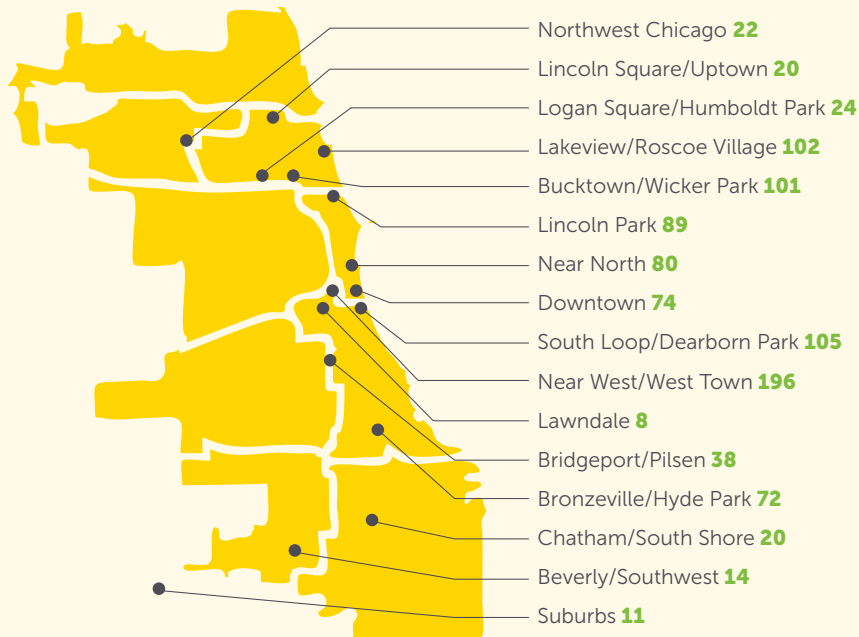 Northwest Chicago 22
Lincoln Square/Uptown 20
Logan Square/Humboldt Park 24
Lakeview/Roscoe Village 102
Bucktown/Wicker Park 101
Lincoln Park 89
Near North 80
Downtown 74
South Loop/Dearborn Park 105
Near West/West Town 196
Lawndale 8
Bridgeport/Pilsen 38
Bronzeville/Hyde Park 72
Chatham/South Shore 20
Beverly/Southwest 14
Suburbs 11